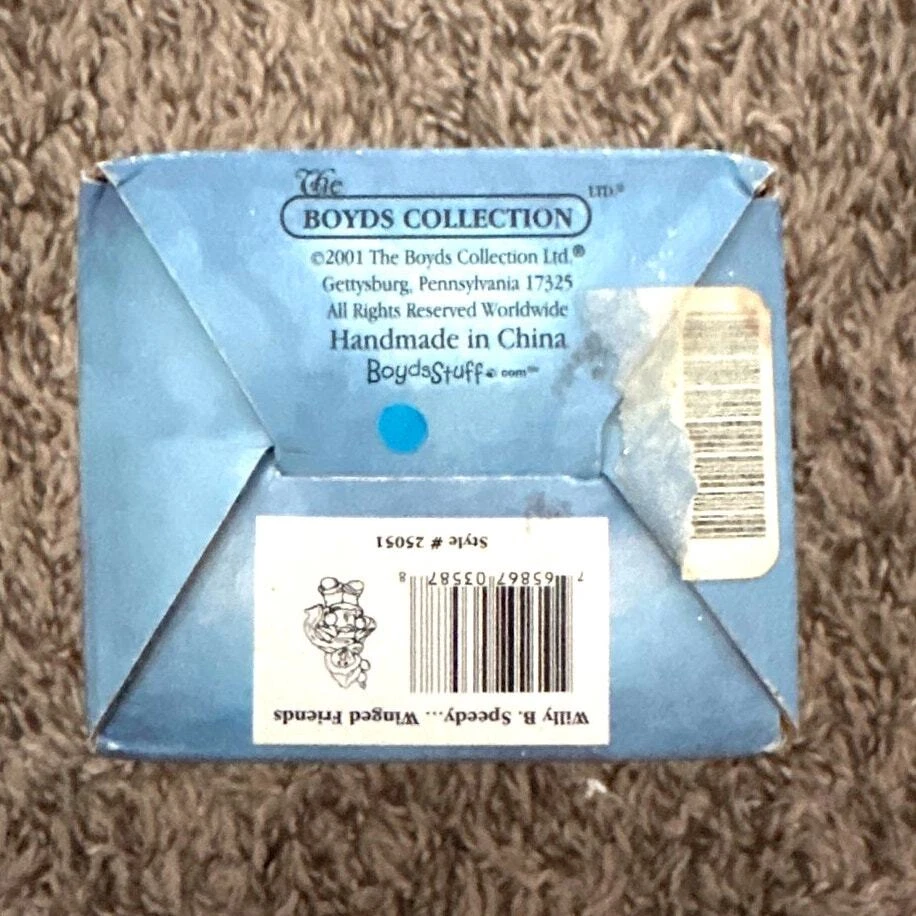 The
BOYDS COLLECTION LTD.®
©2001 The Boyds Collection Ltd.®
Gettysburg, Pennsylvania 17325
All Rights Reserved Worldwide
Handmade in China
BoydsStuff.com™
Willy B. Speedy... Winged Friends
7 65867 03587 8
Style # 25051